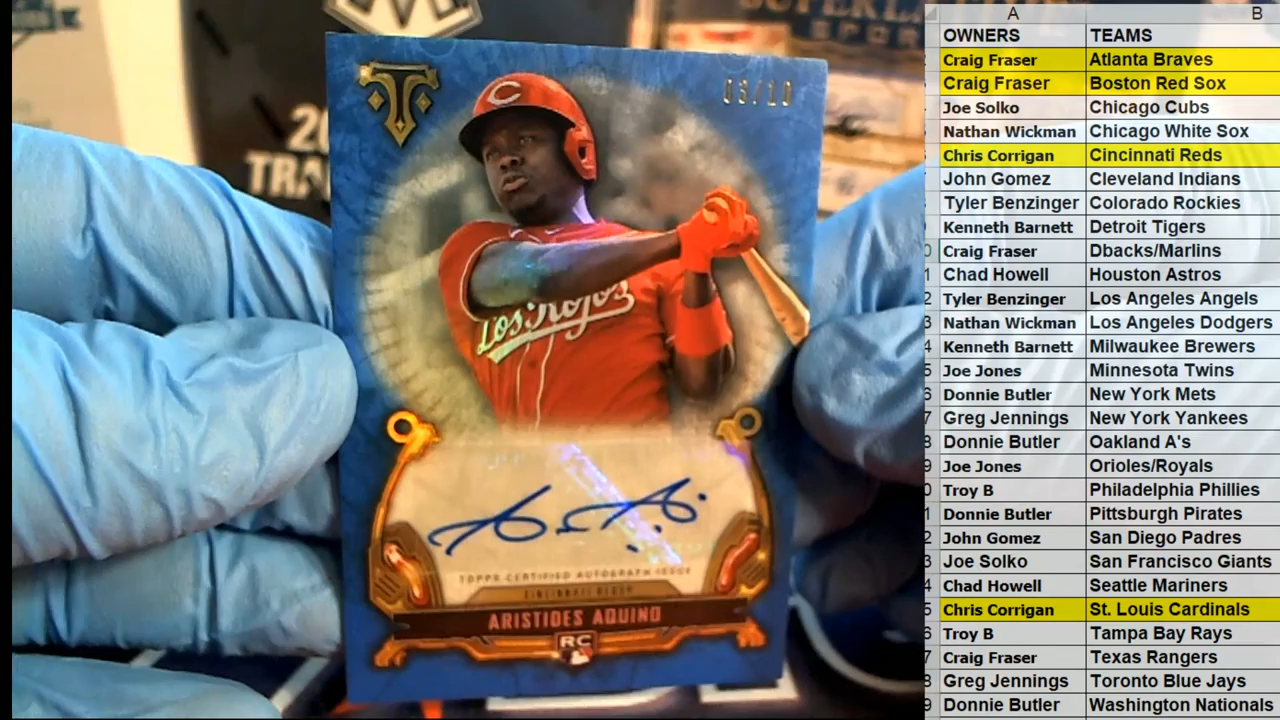 20
TRA
03/10
C
Los Rojos
TOPPS CERTIFIED AUTOGRAPH ISSUE
CINCINNATI REDS
ARISTIDES AQUINO
RC
A B
OWNERS TEAMS
Craig Fraser Atlanta Braves
Craig Fraser Boston Red Sox
Joe Solko Chicago Cubs
Nathan Wickman Chicago White Sox
Chris Corrigan Cincinnati Reds
John Gomez Cleveland Indians
Tyler Benzinger Colorado Rockies
Kenneth Barnett Detroit Tigers
Craig Fraser Dbacks/Marlins
Chad Howell Houston Astros
Tyler Benzinger Los Angeles Angels
Nathan Wickman Los Angeles Dodgers
Kenneth Barnett Milwaukee Brewers
Joe Jones Minnesota Twins
Donnie Butler New York Mets
Greg Jennings New York Yankees
Donnie Butler Oakland A's
Joe Jones Orioles/Royals
Troy B Philadelphia Phillies
Donnie Butler Pittsburgh Pirates
John Gomez San Diego Padres
Joe Solko San Francisco Giants
Chad Howell Seattle Mariners
Chris Corrigan St. Louis Cardinals
Troy B Tampa Bay Rays
Craig Fraser Texas Rangers
Greg Jennings Toronto Blue Jays
Donnie Butler Washington Nationals